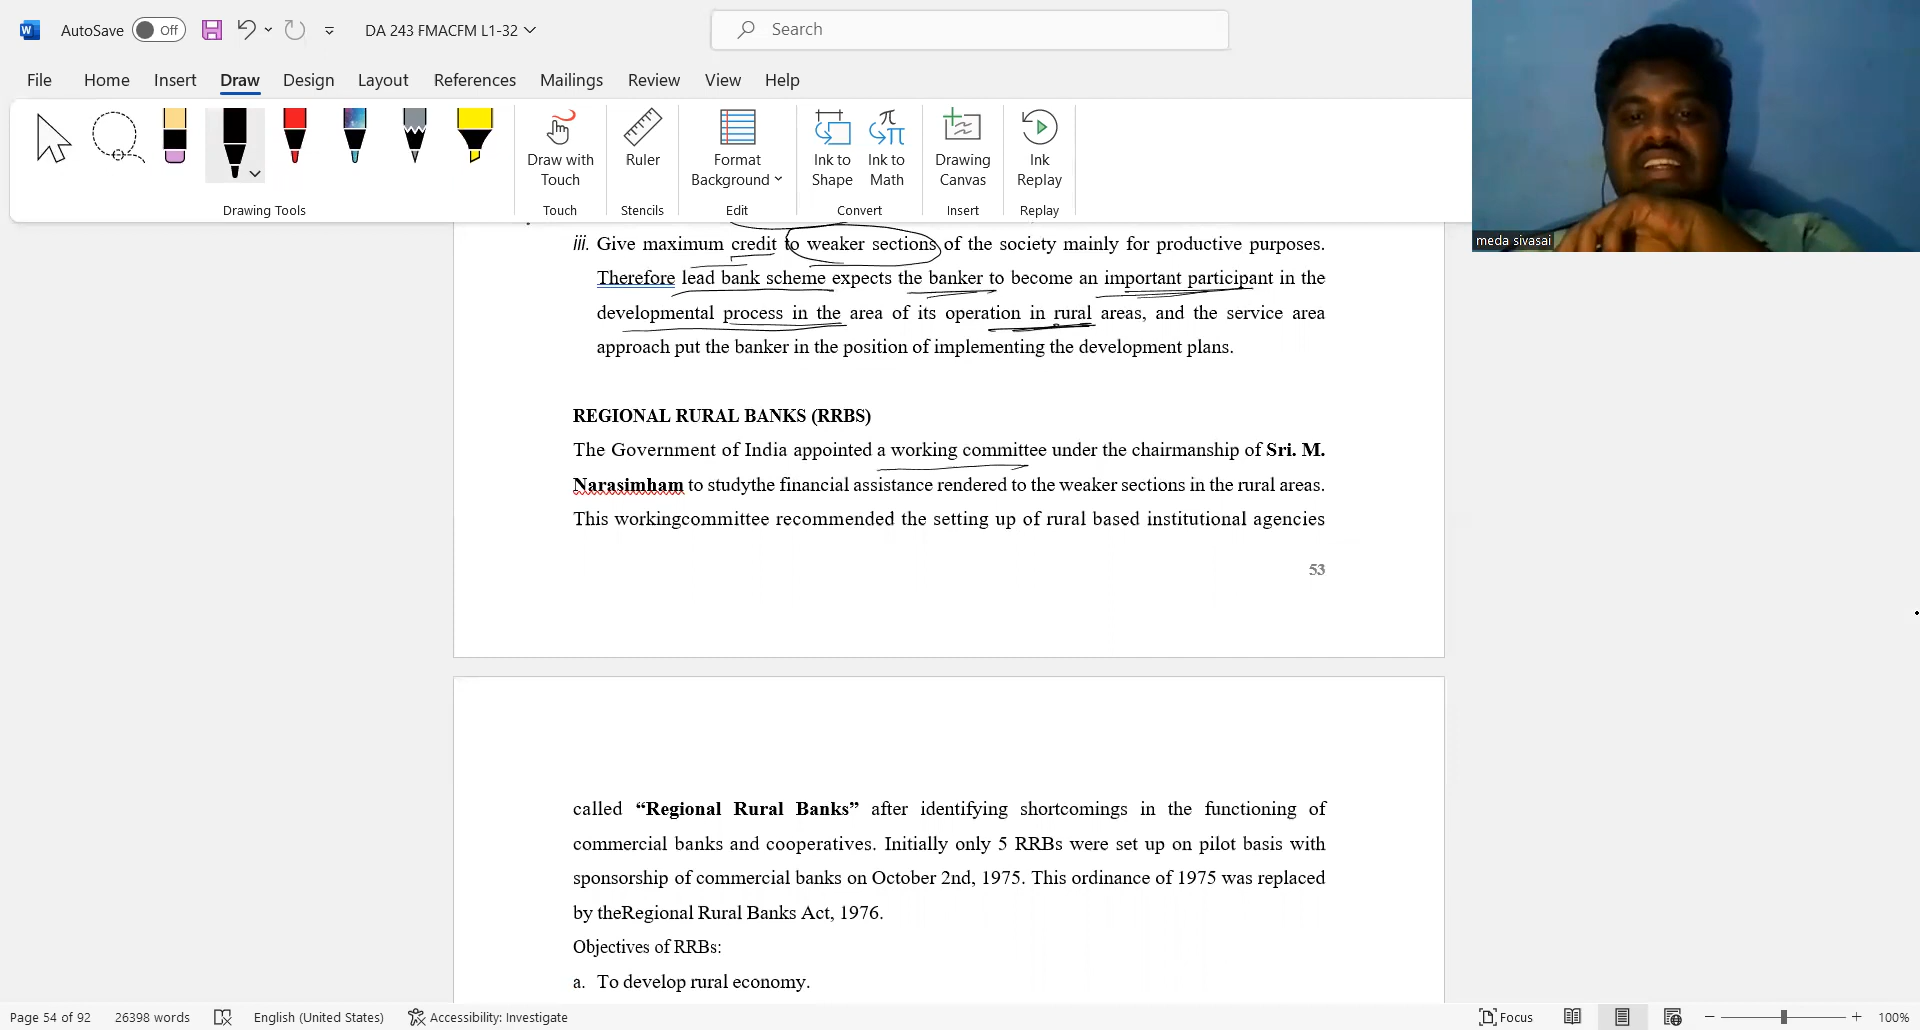 AutoSave Off DA 243 FMACFM L1-32 Search
File Home Insert Draw Design Layout References Mailings Review View Help
Draw with Touch
Ruler
Format Background
Ink to Shape
Ink to Math
Drawing Canvas
Ink Replay
Drawing Tools Touch Stencils Edit Convert Insert Replay
meda sivasai
iii. Give maximum credit to weaker sections of the society mainly for productive purposes.
Therefore lead bank scheme expects the banker to become an important participant in the
developmental process in the area of its operation in rural areas, and the service area
approach put the banker in the position of implementing the development plans.
REGIONAL RURAL BANKS (RRBS)
The Government of India appointed a working committee under the chairmanship of Sri. M.
Narasimham to studythe financial assistance rendered to the weaker sections in the rural areas.
This workingcommittee recommended the setting up of rural based institutional agencies
53
called “Regional Rural Banks” after identifying shortcomings in the functioning of
commercial banks and cooperatives. Initially only 5 RRBs were set up on pilot basis with
sponsorship of commercial banks on October 2nd, 1975. This ordinance of 1975 was replaced
by theRegional Rural Banks Act, 1976.
Objectives of RRBs:
a. To develop rural economy.
Page 54 of 92 26398 words English (United States) Accessibility: Investigate Focus 100%